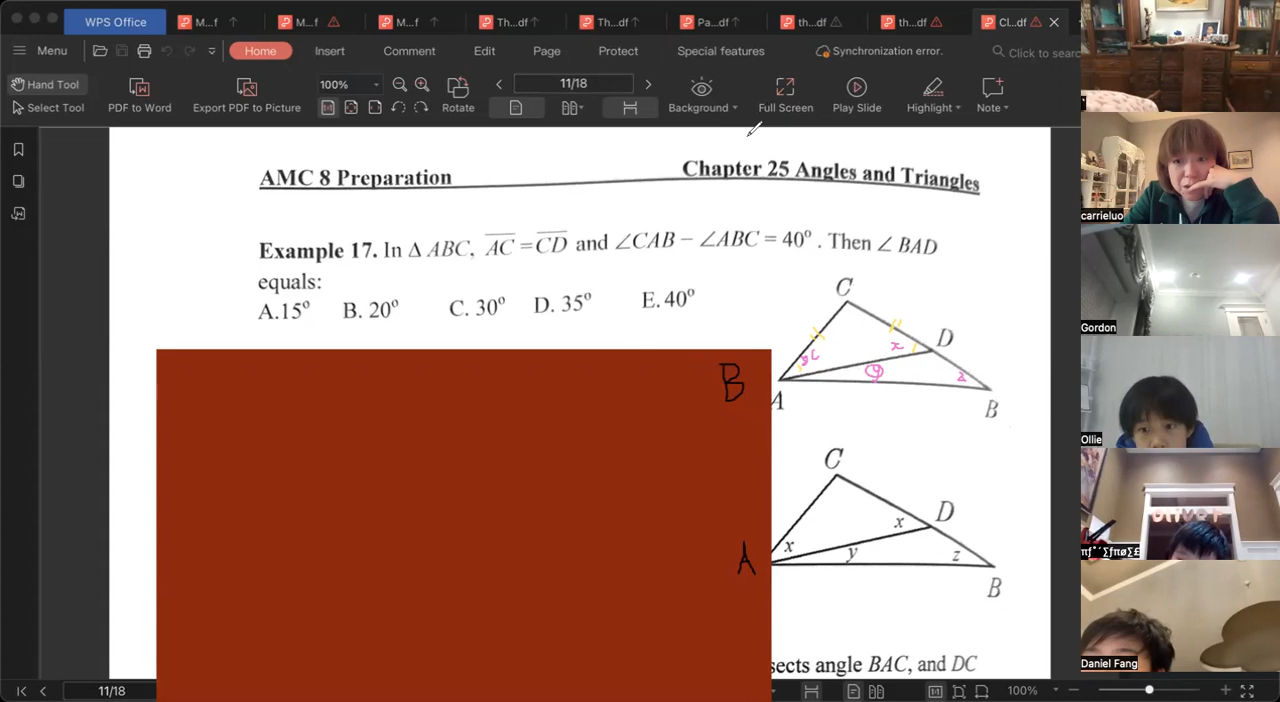 WPS Office M...f M...f M...f Th...df Th...df Pa...df th...df th...df Cl...df
Menu Home Insert Comment Edit Page Protect Special features Synchronization error. Click to searc
Hand Tool 100% 11/18
Select Tool PDF to Word Export PDF to Picture Rotate Background Full Screen Play Slide Highlight Note
AMC 8 Preparation Chapter 25 Angles and Triangles
Example 17. In Δ ABC, AC = CD and ∠CAB − ∠ABC = 40° . Then ∠ BAD
equals:
A.15° B. 20° C. 30° D. 35° E. 40°
C
D
x
x
y
z
A
B
B
C
D
x
x
y
z
A
B
sects angle BAC, and DC
11/18 100%
carrieluo
Gordon
Ollie
OLIVER
Daniel Fang